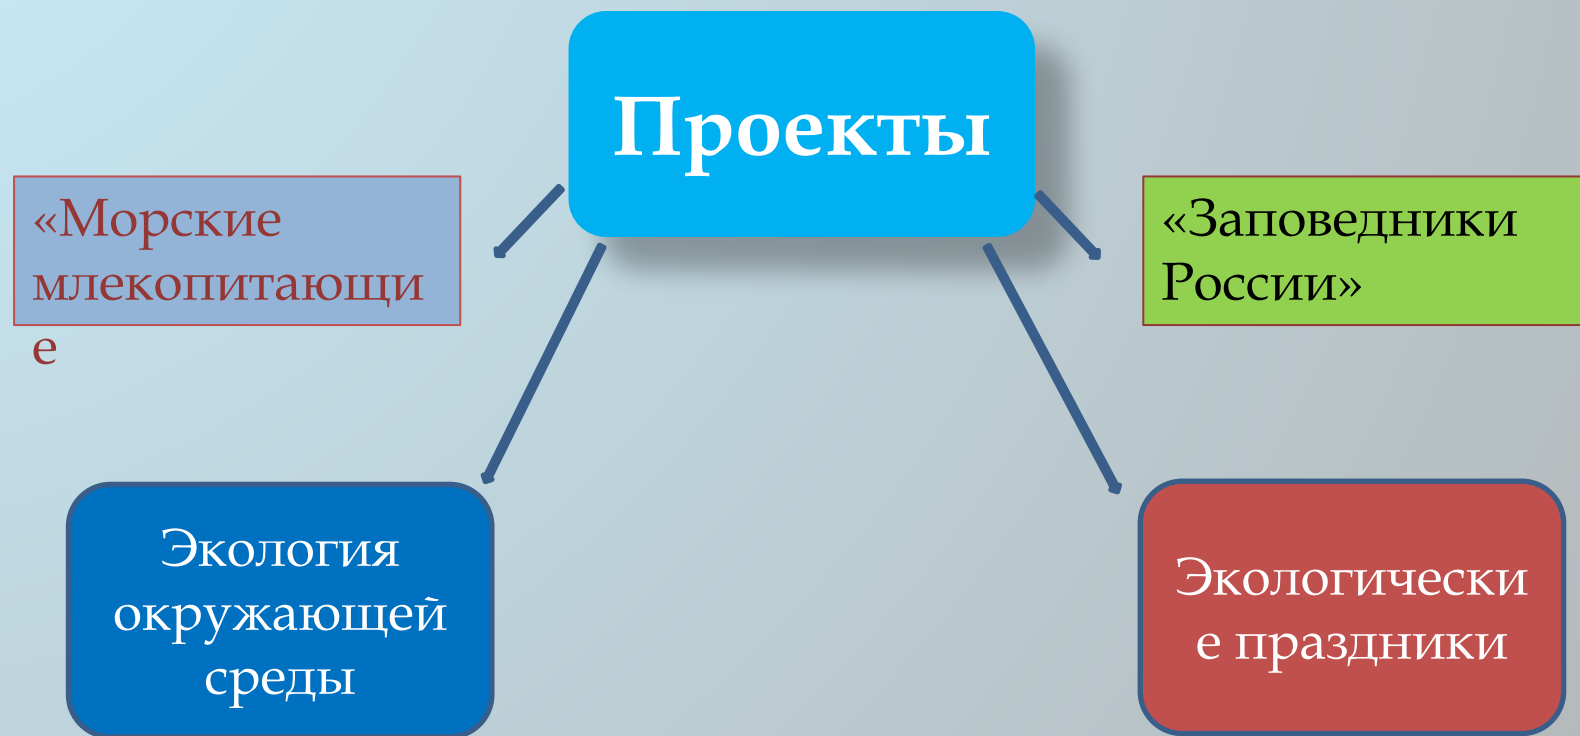 Проекты
«Морские
млекопитающи
е
«Заповедники
России»
Экология
окружающей
среды
Экологически
е праздники